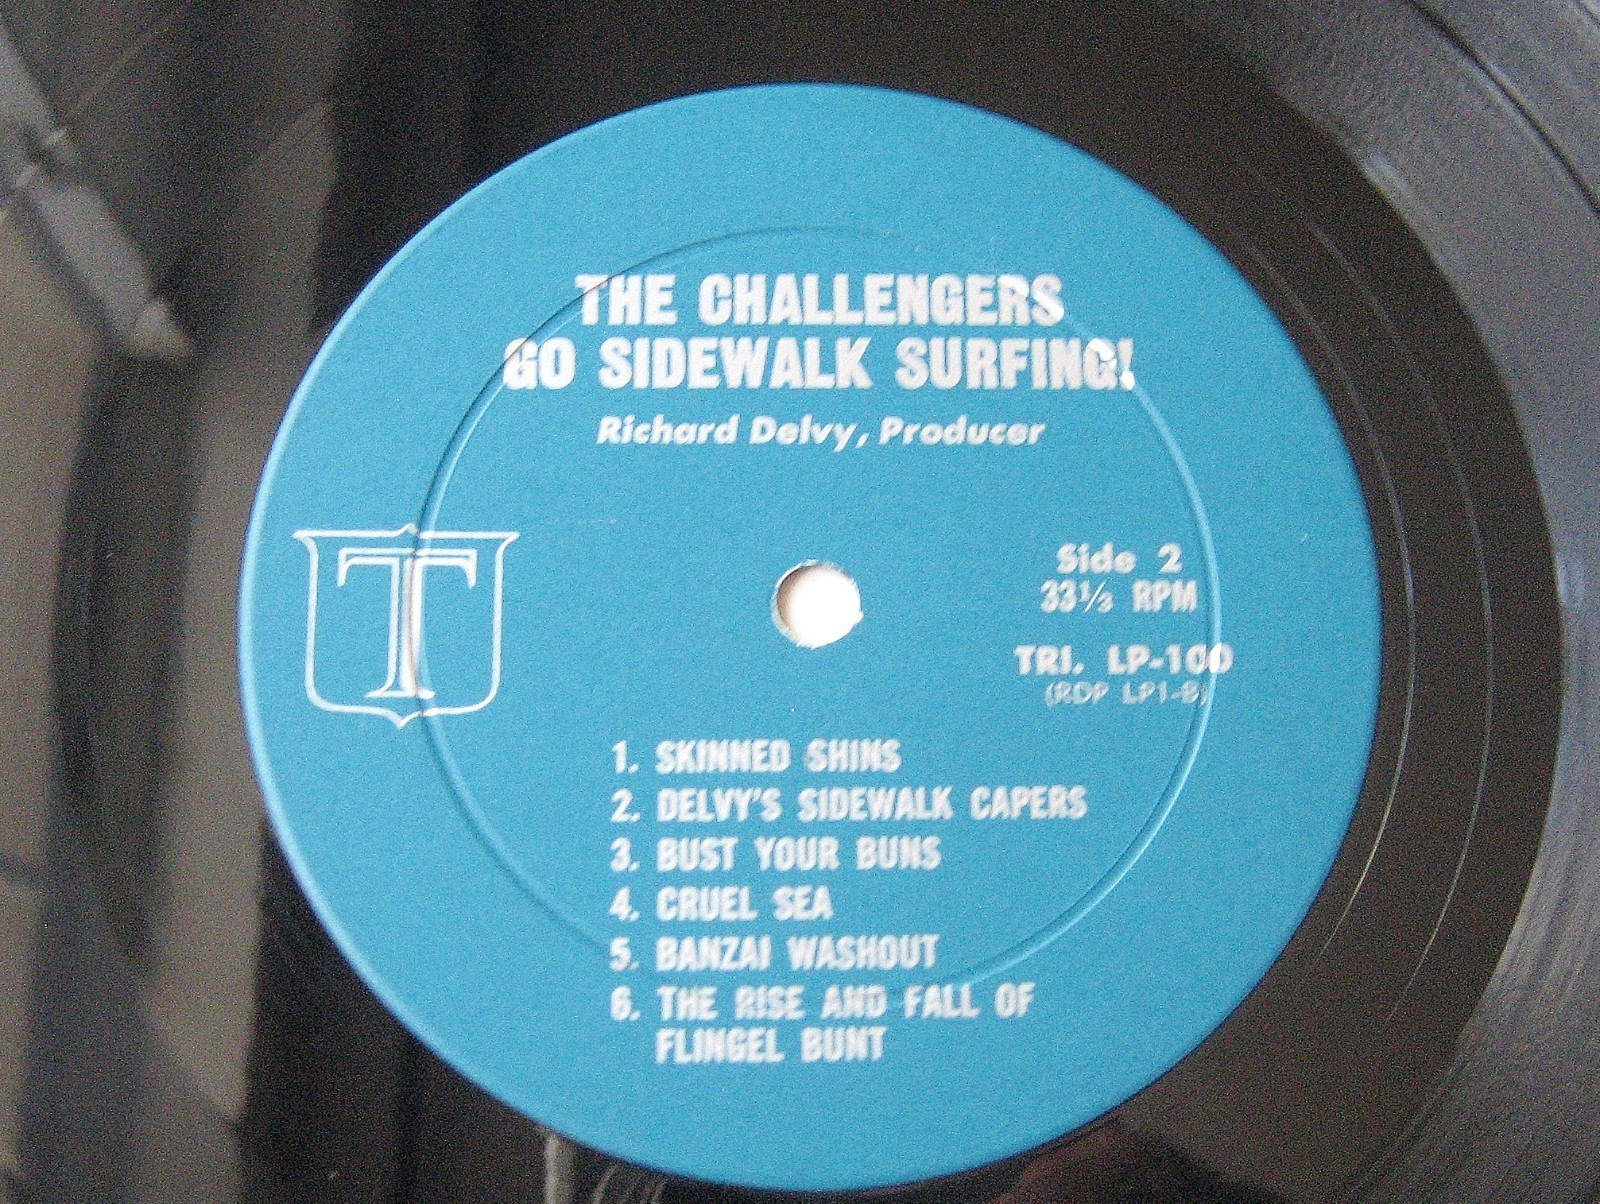 THE CHALLENGERS
GO SIDEWALK SURFING!
Richard Delvy, Producer
T
Side 2
33⅓ RPM
TRI. LP-100
(RDP LP1-B)
1. SKINNED SHINS
2. DELVY'S SIDEWALK CAPERS
3. BUST YOUR BUNS
4. CRUEL SEA
5. BANZAI WASHOUT
6. THE RISE AND FALL OF
FLINGEL BUNT